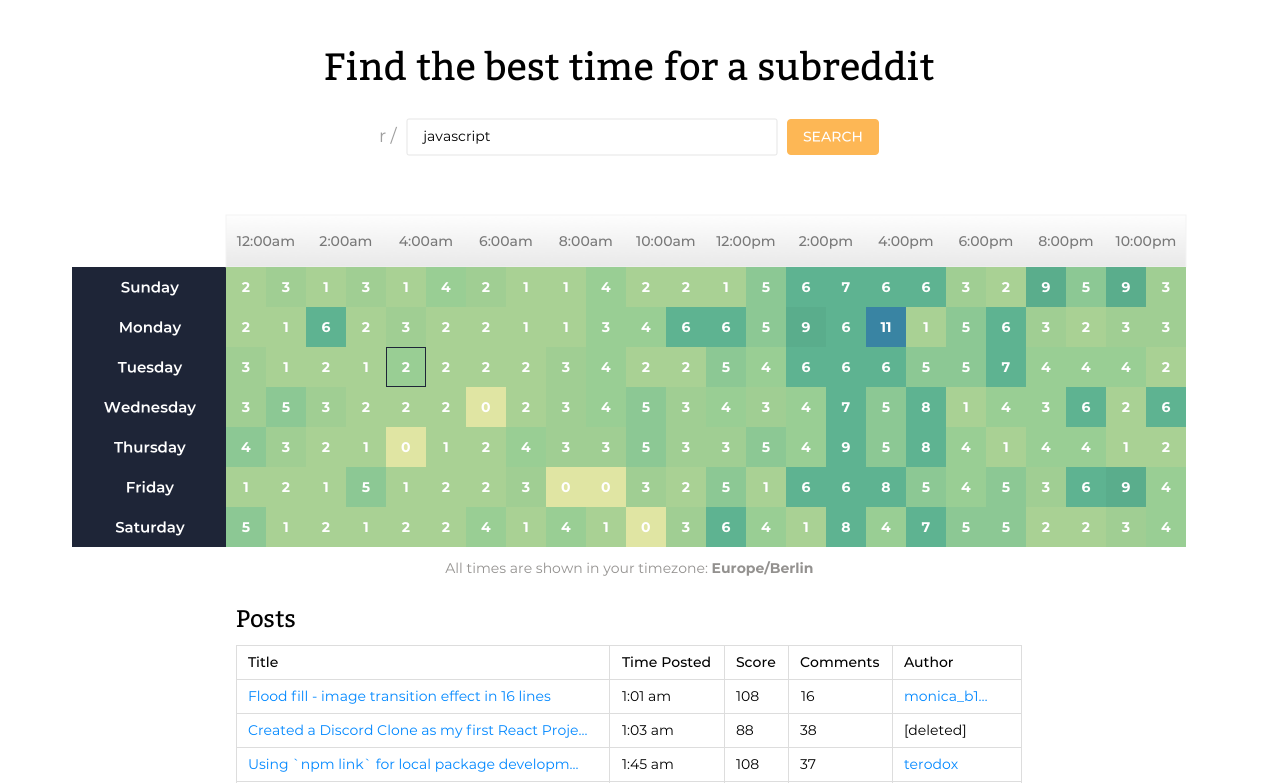 Find the best time for a subreddit
r / javascript SEARCH
12:00am 2:00am 4:00am 6:00am 8:00am 10:00am 12:00pm 2:00pm 4:00pm 6:00pm 8:00pm 10:00pm
Sunday 2 3 1 3 1 4 2 1 1 4 2 2 1 5 6 7 6 6 3 2 9 5 9 3
Monday 2 1 6 2 3 2 2 1 1 3 4 6 6 5 9 6 11 1 5 6 3 2 3 3
Tuesday 3 1 2 1 2 2 2 2 3 4 2 2 5 4 6 6 6 5 5 7 4 4 4 2
Wednesday 3 5 3 2 2 2 0 2 3 4 5 3 4 3 4 7 5 8 1 4 3 6 2 6
Thursday 4 3 2 1 0 1 2 4 3 3 5 3 3 5 4 9 5 8 4 1 4 4 1 2
Friday 1 2 1 5 1 2 2 3 0 0 3 2 5 1 6 6 8 5 4 5 3 6 9 4
Saturday 5 1 2 1 2 2 4 1 4 1 0 3 6 4 1 8 4 7 5 5 2 2 3 4
All times are shown in your timezone: Europe/Berlin
Posts
Title Time Posted Score Comments Author
Flood fill - image transition effect in 16 lines 1:01 am 108 16 monica_b1...
Created a Discord Clone as my first React Proje... 1:03 am 88 38 [deleted]
Using `npm link` for local package developm... 1:45 am 108 37 terodox